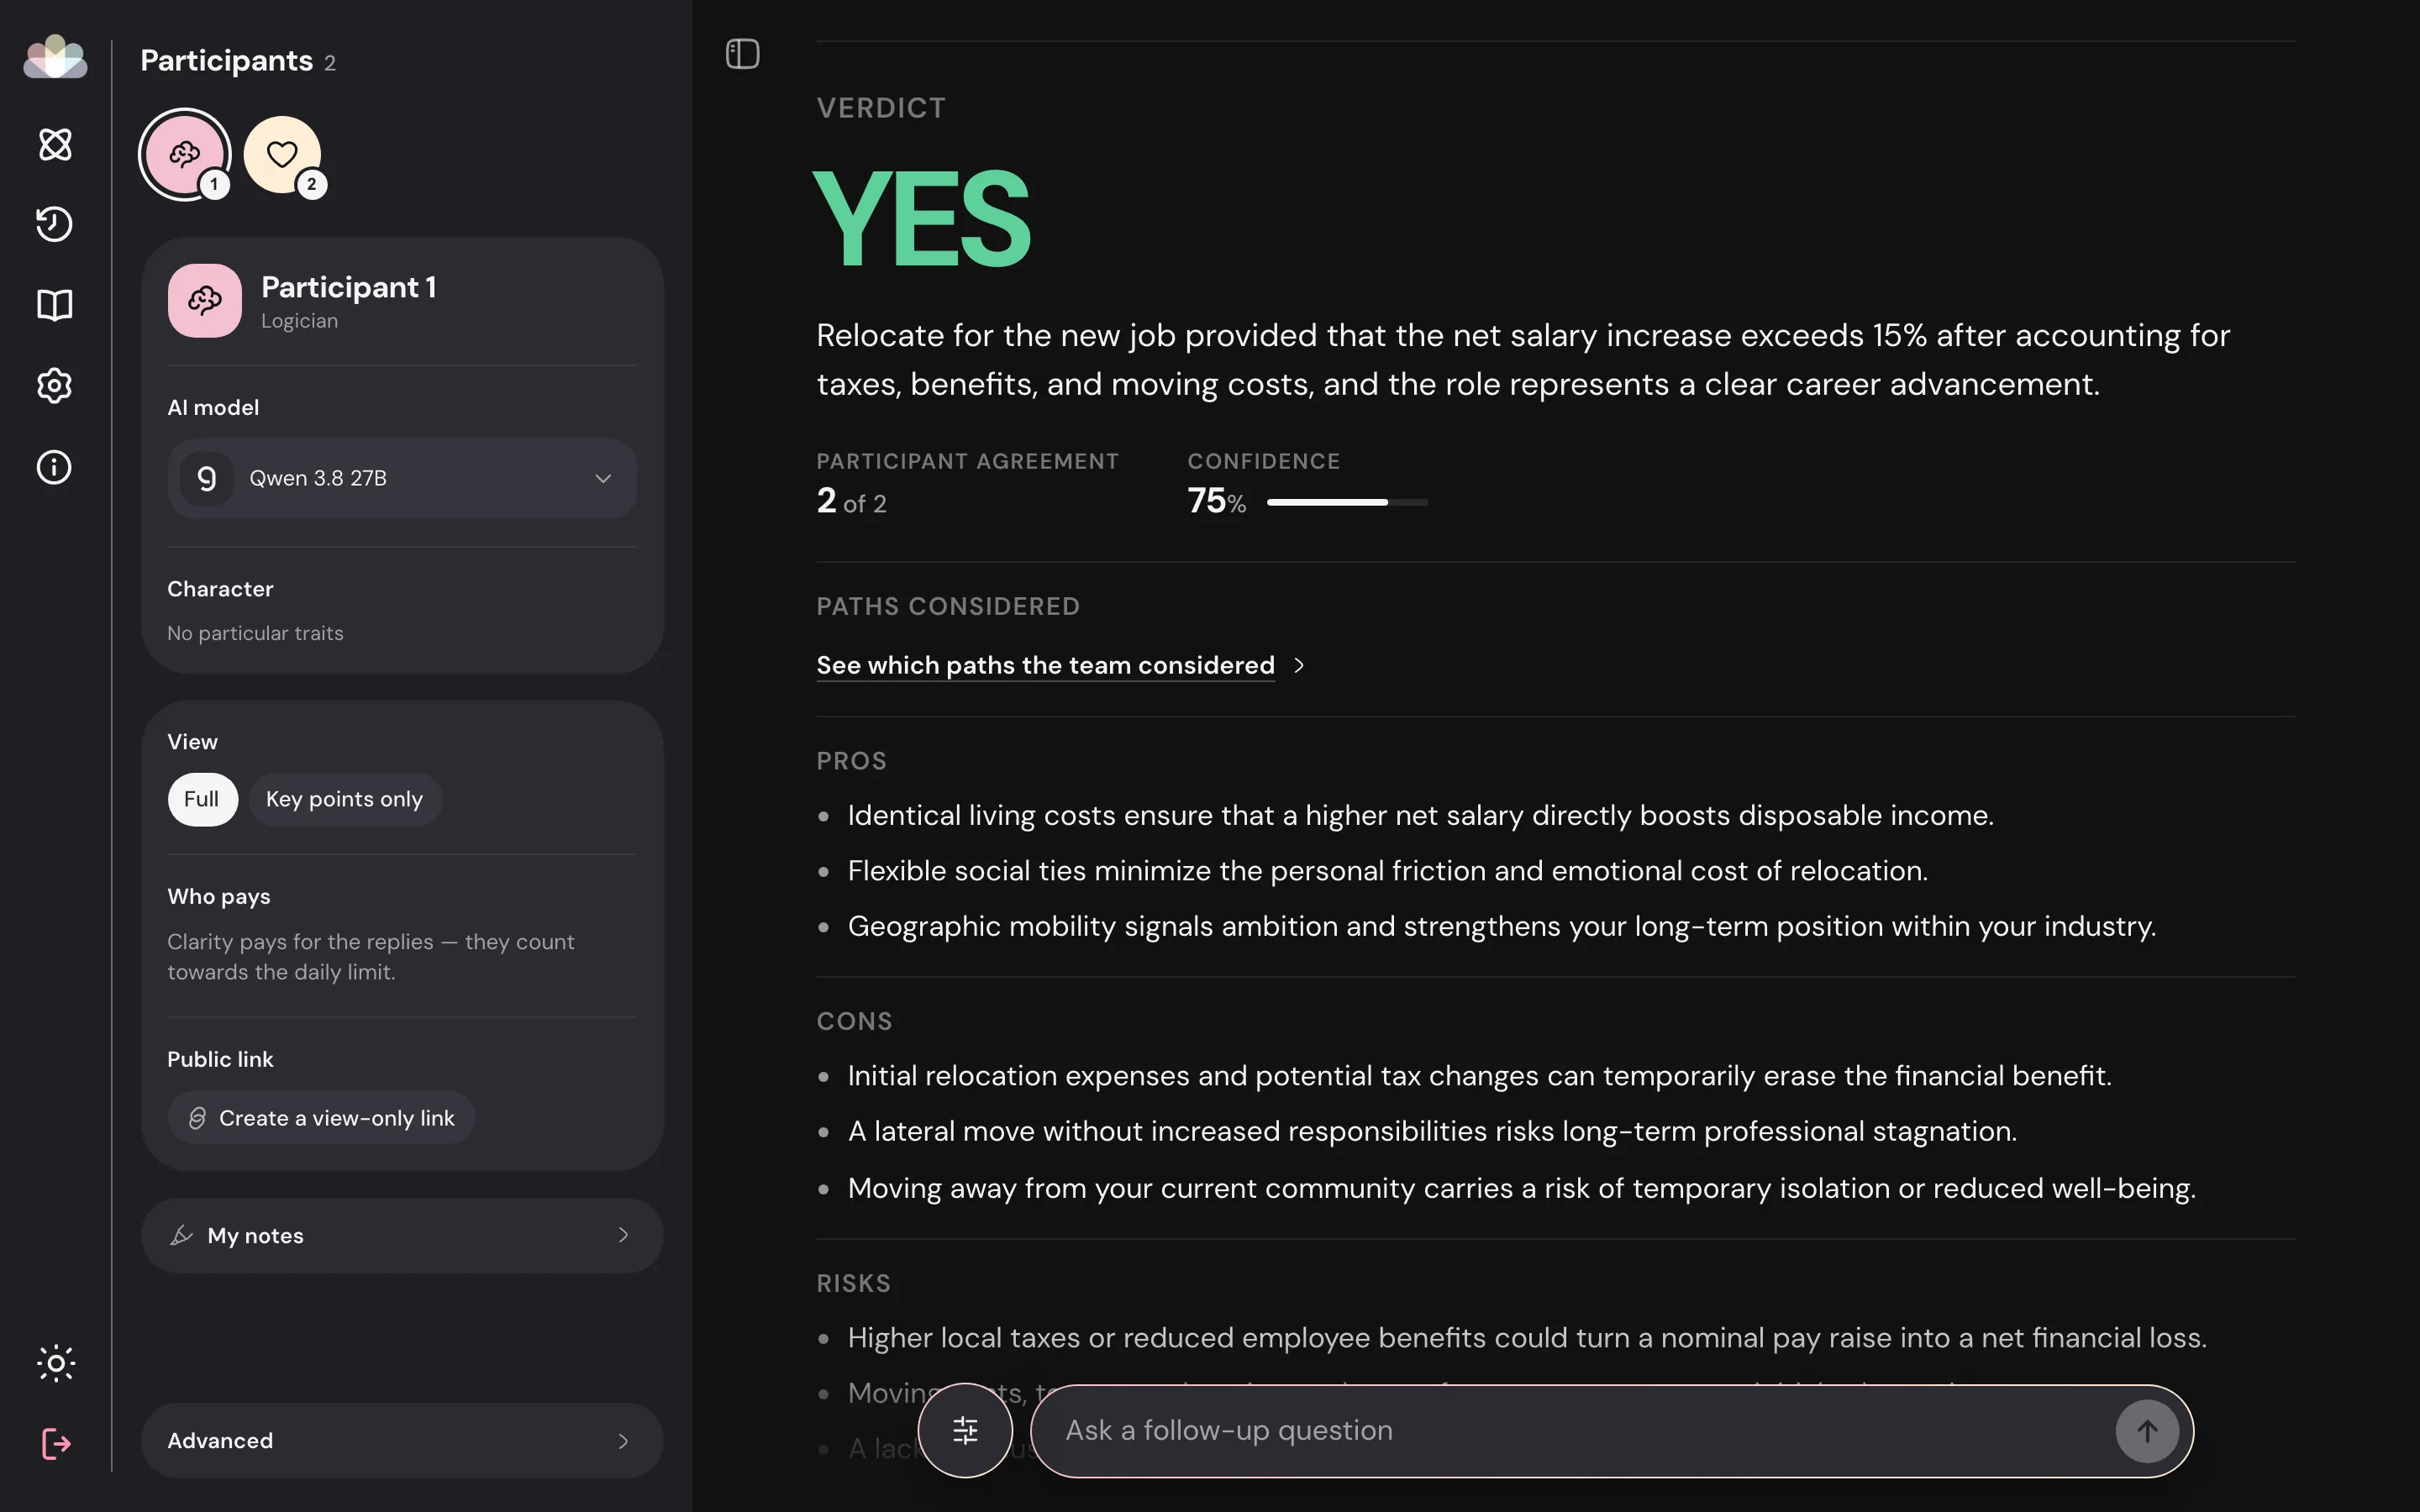 Participants 2
1
2
Participant 1
Logician
AI model
Qwen 3.8 27B
Character
No particular traits
View
Full
Key points only
Who pays
Clarity pays for the replies — they count
towards the daily limit.
Public link
Create a view-only link
My notes
Advanced
VERDICT
YES
Relocate for the new job provided that the net salary increase exceeds 15% after accounting for
taxes, benefits, and moving costs, and the role represents a clear career advancement.
PARTICIPANT AGREEMENT
2 of 2
CONFIDENCE
75%
PATHS CONSIDERED
See which paths the team considered
PROS
Identical living costs ensure that a higher net salary directly boosts disposable income.
Flexible social ties minimize the personal friction and emotional cost of relocation.
Geographic mobility signals ambition and strengthens your long-term position within your industry.
CONS
Initial relocation expenses and potential tax changes can temporarily erase the financial benefit.
A lateral move without increased responsibilities risks long-term professional stagnation.
Moving away from your current community carries a risk of temporary isolation or reduced well-being.
RISKS
Higher local taxes or reduced employee benefits could turn a nominal pay raise into a net financial loss.
Moving
A lack
Ask a follow-up question